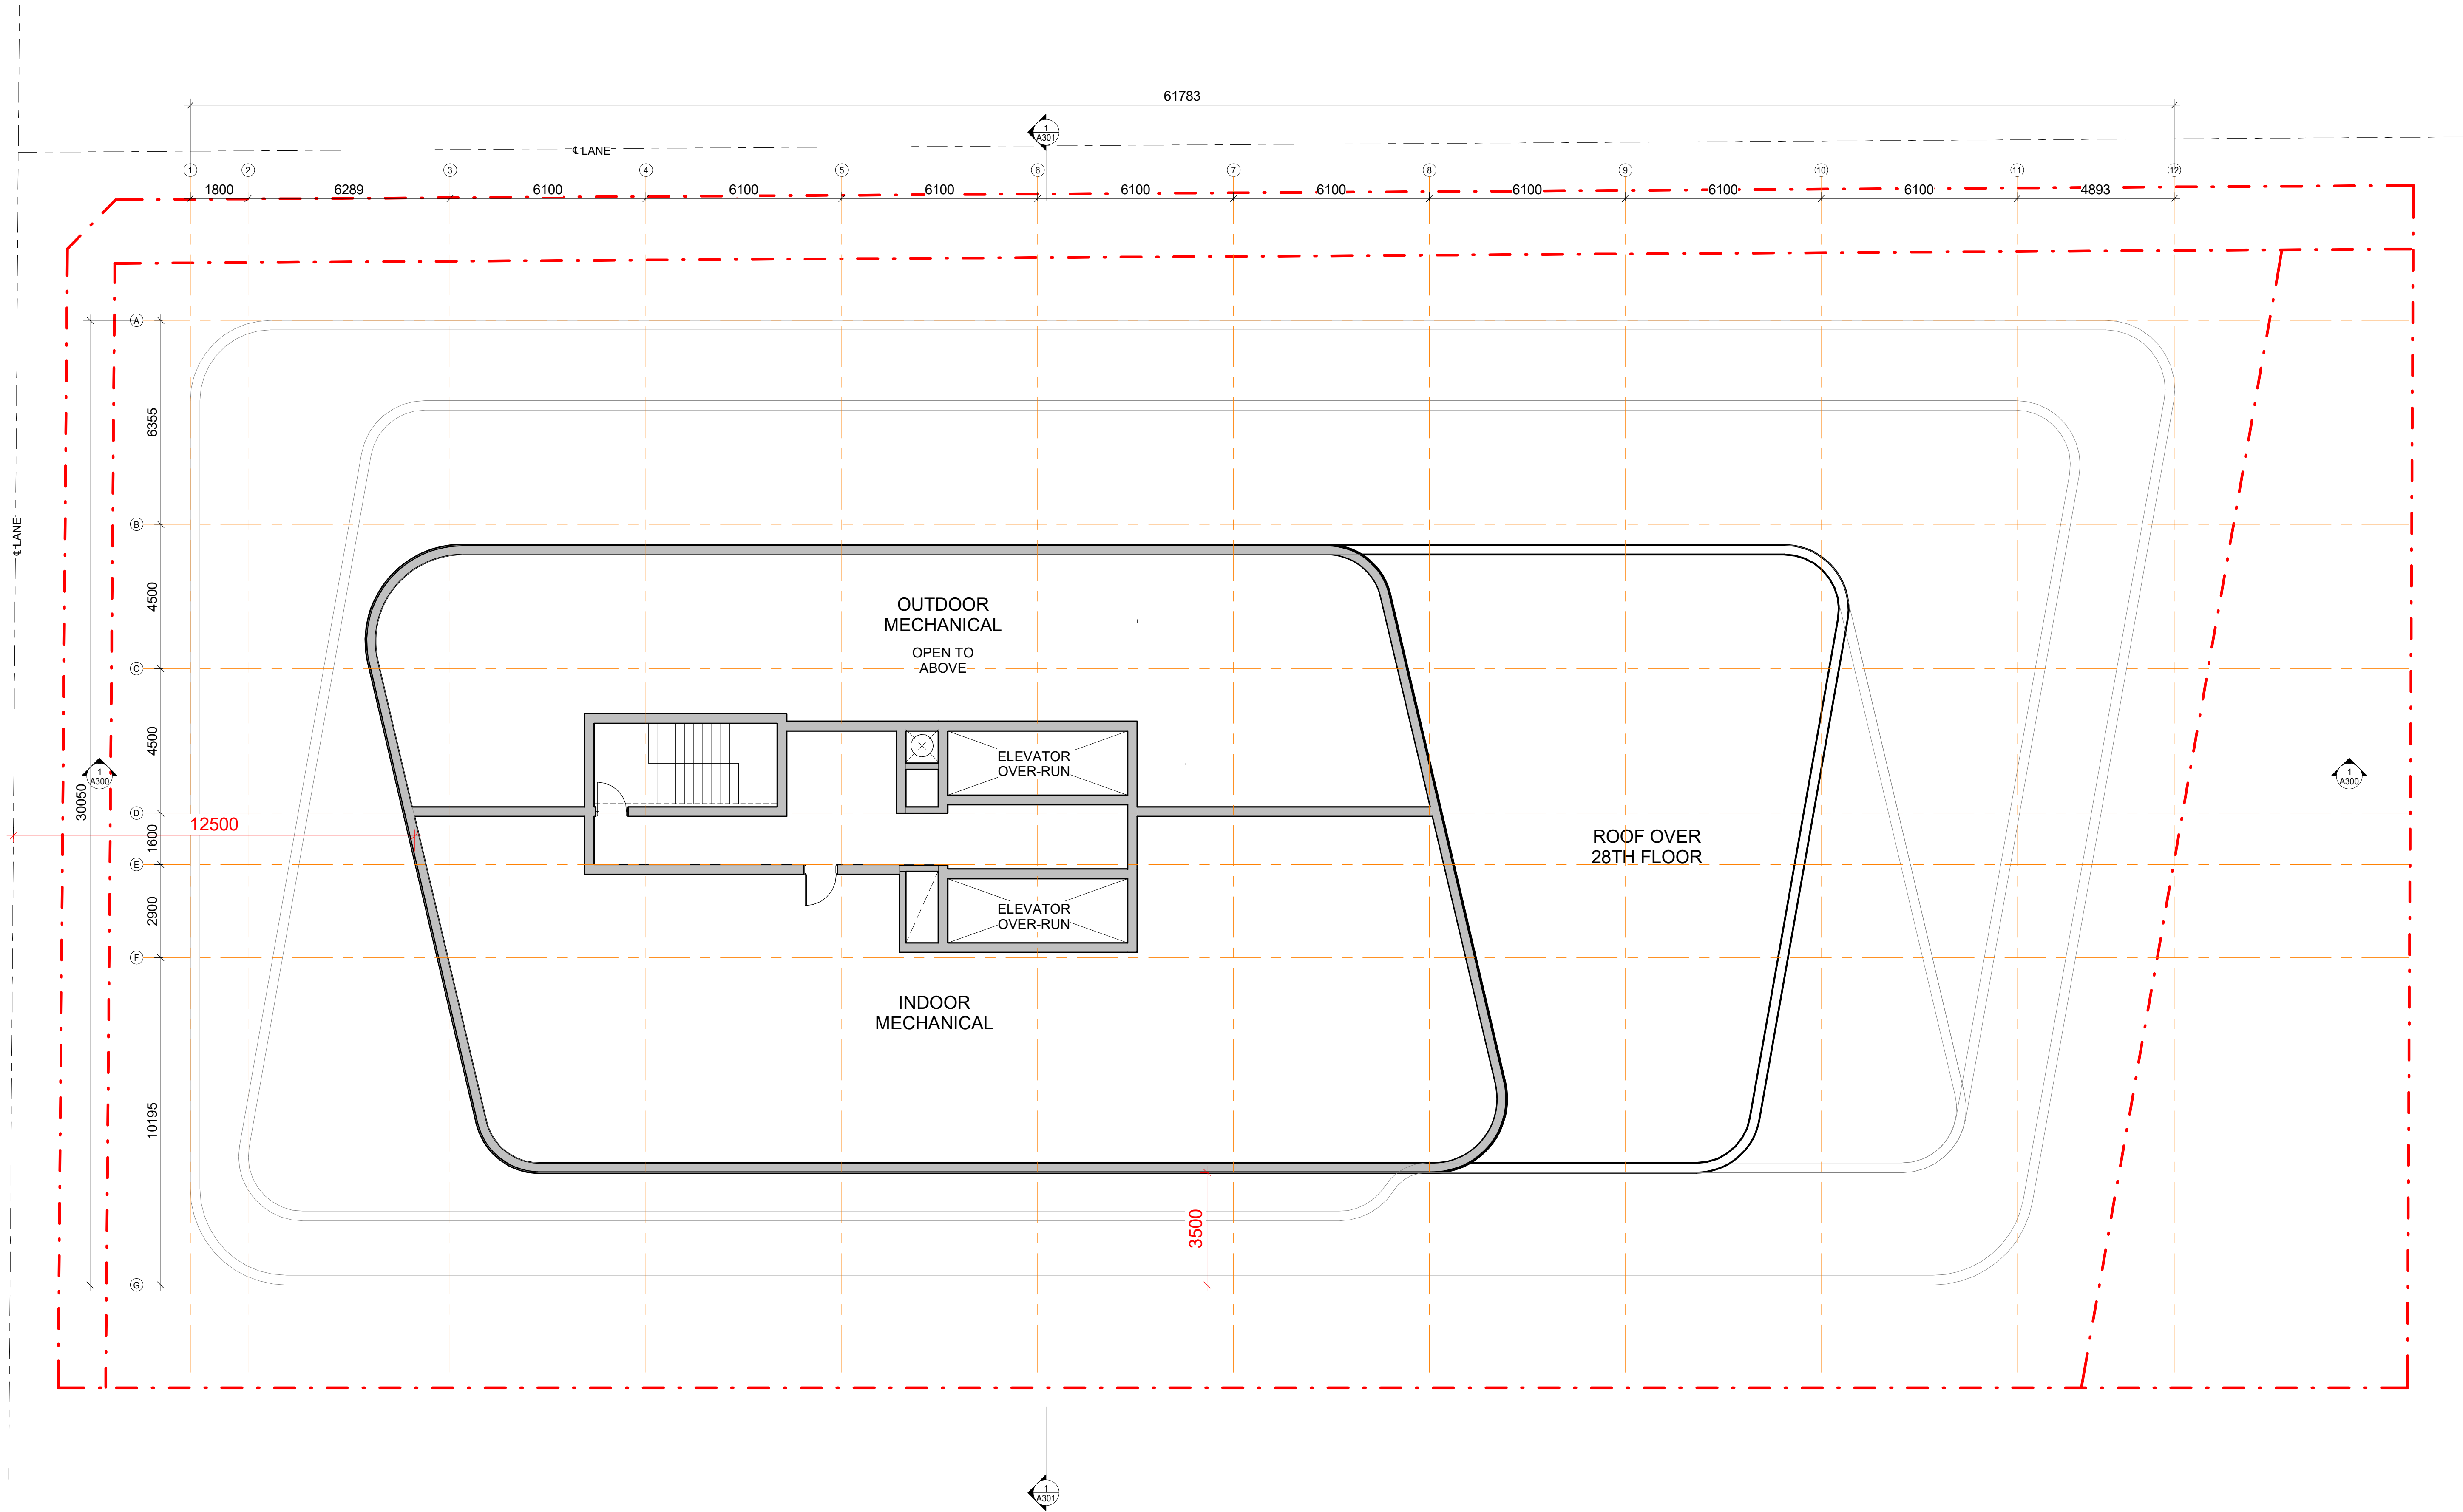 61783
1
A301
℄ LANE
1
2
3
4
5
6
7
8
9
10
11
12
1800
6289
6100
6100
6100
6100
6100
6100
6100
6100
4893
A
6355
℄ LANE
B
4500
OUTDOOR
MECHANICAL
OPEN TO
ABOVE
C
4500
ELEVATOR
OVER-RUN
1
A300
1
A300
30050
D
12500
1600
ROOF OVER
28TH FLOOR
E
2900
ELEVATOR
OVER-RUN
F
INDOOR
MECHANICAL
10195
3500
G
1
A301